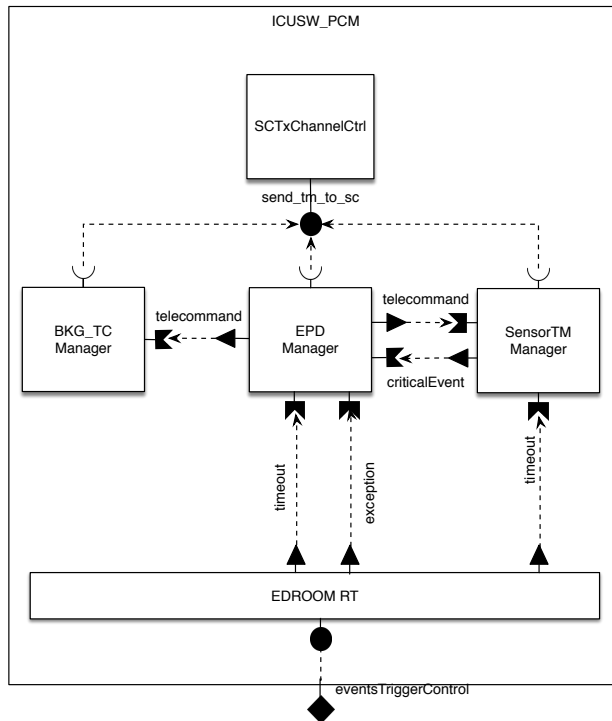 ICUSW_PCM
SCTxChannelCtrl
send_tm_to_sc
BKG_TC
Manager
telecommand
EPD
Manager
telecommand
criticalEvent
SensorTM
Manager
timeout
exception
timeout
EDROOM RT
eventsTriggerControl